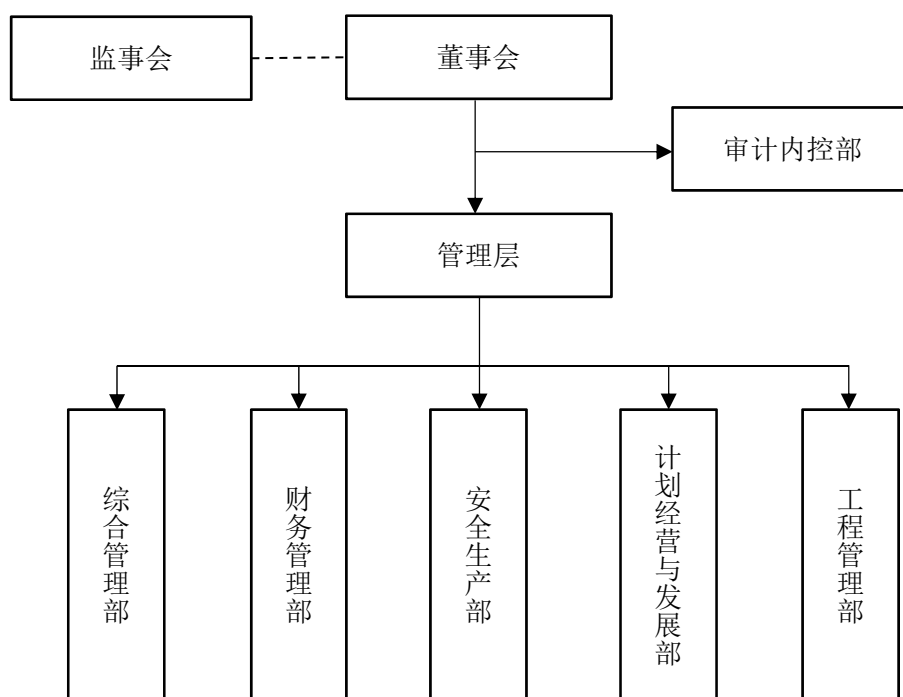 监事会
董事会
审计内控部
管理层
综合管理部
财务管理部
安全生产部
计划经营与发展部
工程管理部